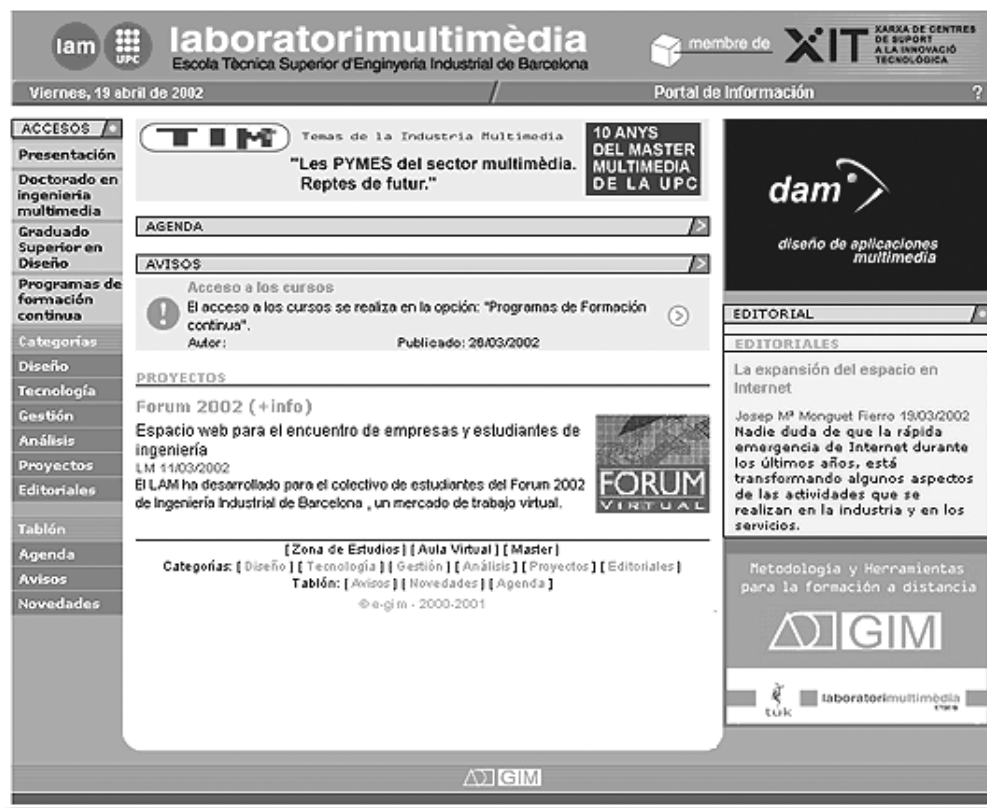 lam
UPC
laboratorimultimèdia
Escola Tècnica Superior d'Enginyeria Industrial de Barcelona
membre de
XIT
XARXA DE CENTRES
DE SUPORT
A LA INNOVACIÓ
TECNOLÒGICA
Viernes, 19 abril de 2002
Portal de Información
?
ACCESOS
Presentación
Doctorado en
ingenieria
multimedia
Graduado
Superior en
Diseño
Programas de
formación
continua
Categorías
Diseño
Tecnología
Gestión
Análisis
Proyectos
Editoriales
Tablón
Agenda
Avisos
Novedades
TIM
Temas de la Industria Multimedia
"Les PYMES del sector multimèdia.
Reptes de futur."
10 ANYS
DEL MASTER
MULTIMEDIA
DE LA UPC
AGENDA
AVISOS
Acceso a los cursos
El acceso a los cursos se realiza en la opción: "Programas de Formación
continua".
Autor: Publicado: 26/03/2002
PROYECTOS
Forum 2002 (+info)
Espacio web para el encuentro de empresas y estudiantes de
ingeniería
LM 11/03/2002
El LAM ha desarrollado para el colectivo de estudiantes del Forum 2002
de Ingeniería Industrial de Barcelona , un mercado de trabajo virtual.
FORUM
VIRTUAL
[Zona de Estudios] [Aula Virtual] [Master]
Categorías: [ Diseño ] [ Tecnología ] [ Gestión ] [ Análisis ] [ Proyectos ] [ Editoriales ]
Tablón: [ Avisos ] [ Novedades ] [ Agenda ]
© e-gim - 2000-2001
dam
diseño de aplicaciones
multimedia
EDITORIAL
EDITORIALES
La expansión del espacio en
Internet
Josep Mª Monguet Fierro 19/03/2002
Nadie duda de que la rápida
emergencia de Internet durante
los últimos años, está
transformando algunos aspectos
de las actividades que se
realizan en la industria y en los
servicios.
Metodología y Herramientas
para la formación a distancia
GIM
tuk
laboratorimultimèdia
GIM